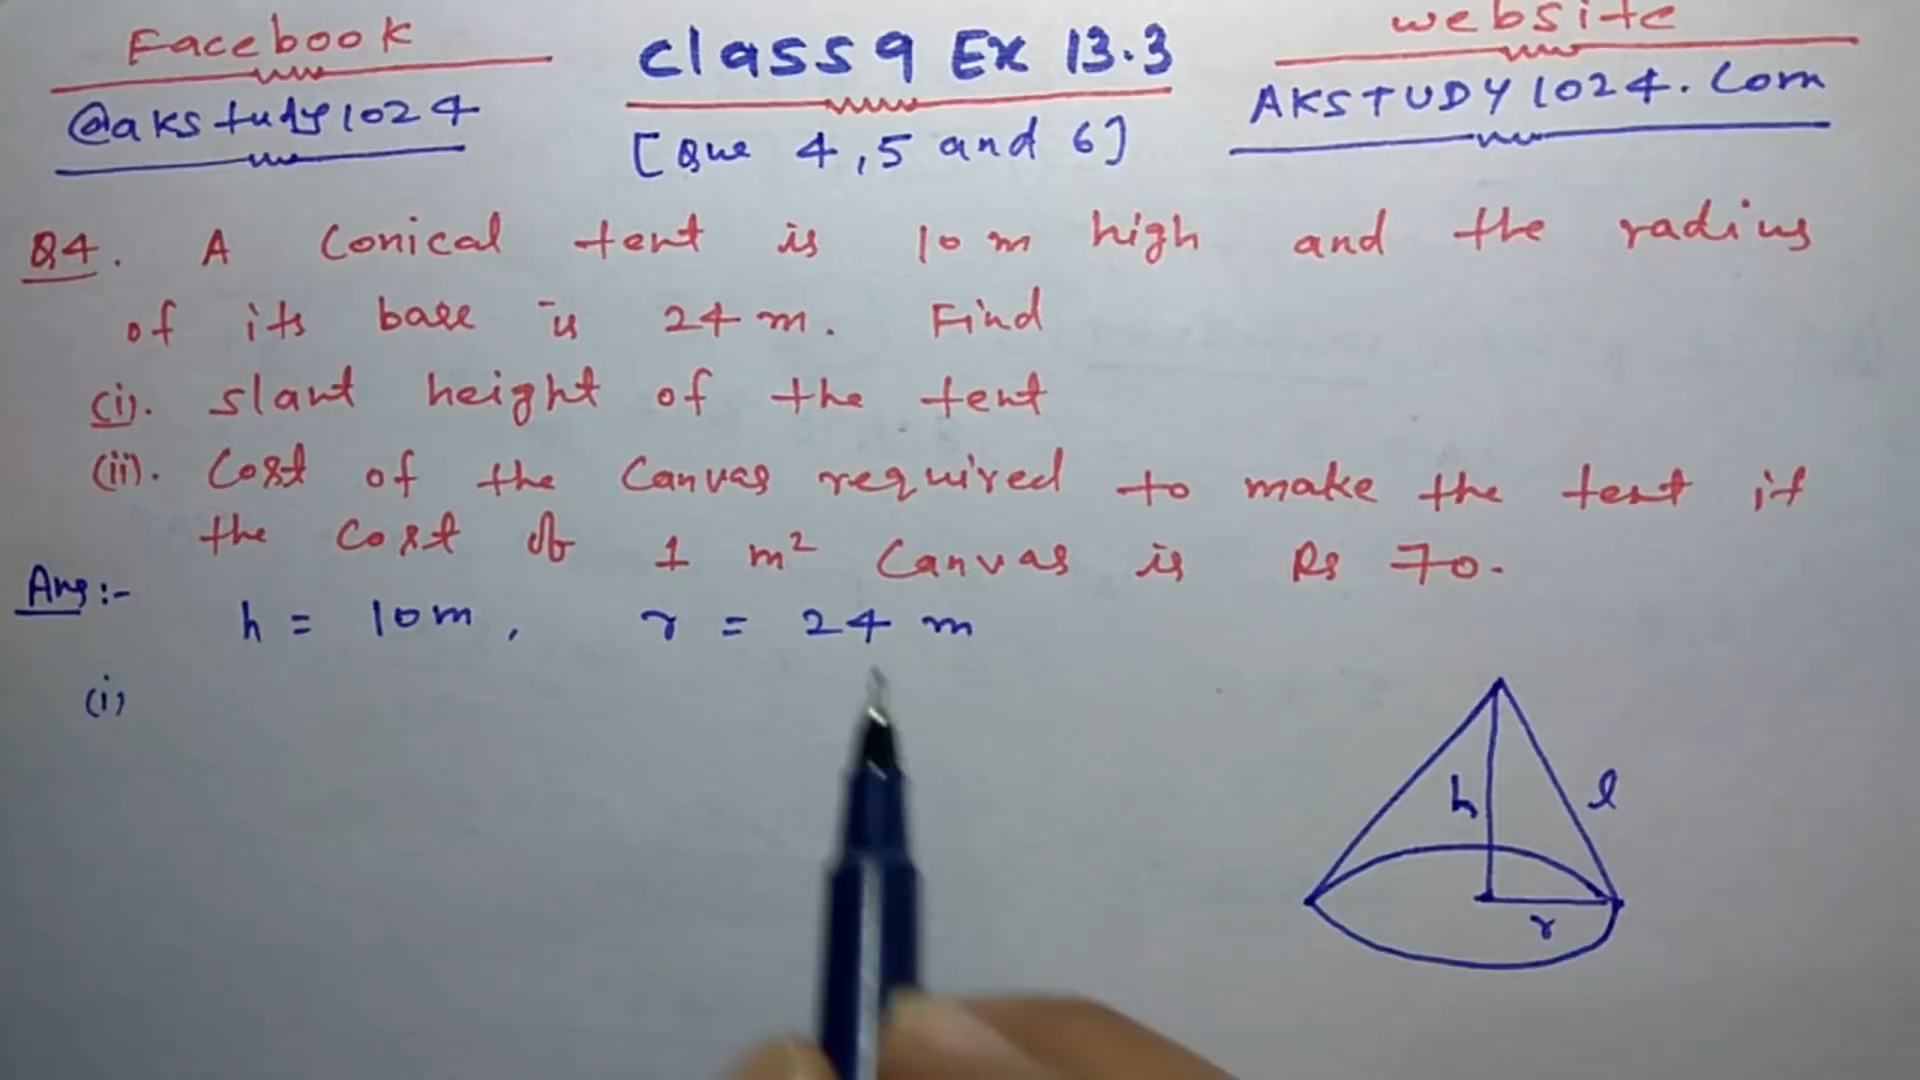 Facebook
@akstudy1024
class 9 Ex 13.3
[Que 4,5 and 6]
website
AKSTUDY1024.Com
Q4. A Conical tent is 10 m high and the radius
of its base is 24 m. Find
(i). slant height of the tent
(ii). Cost of the Canvas required to make the tent if
the Cost of 1 m² Canvas is Rs 70.
Ans:-
h = 10m, r = 24 m
(i)
h
l
r